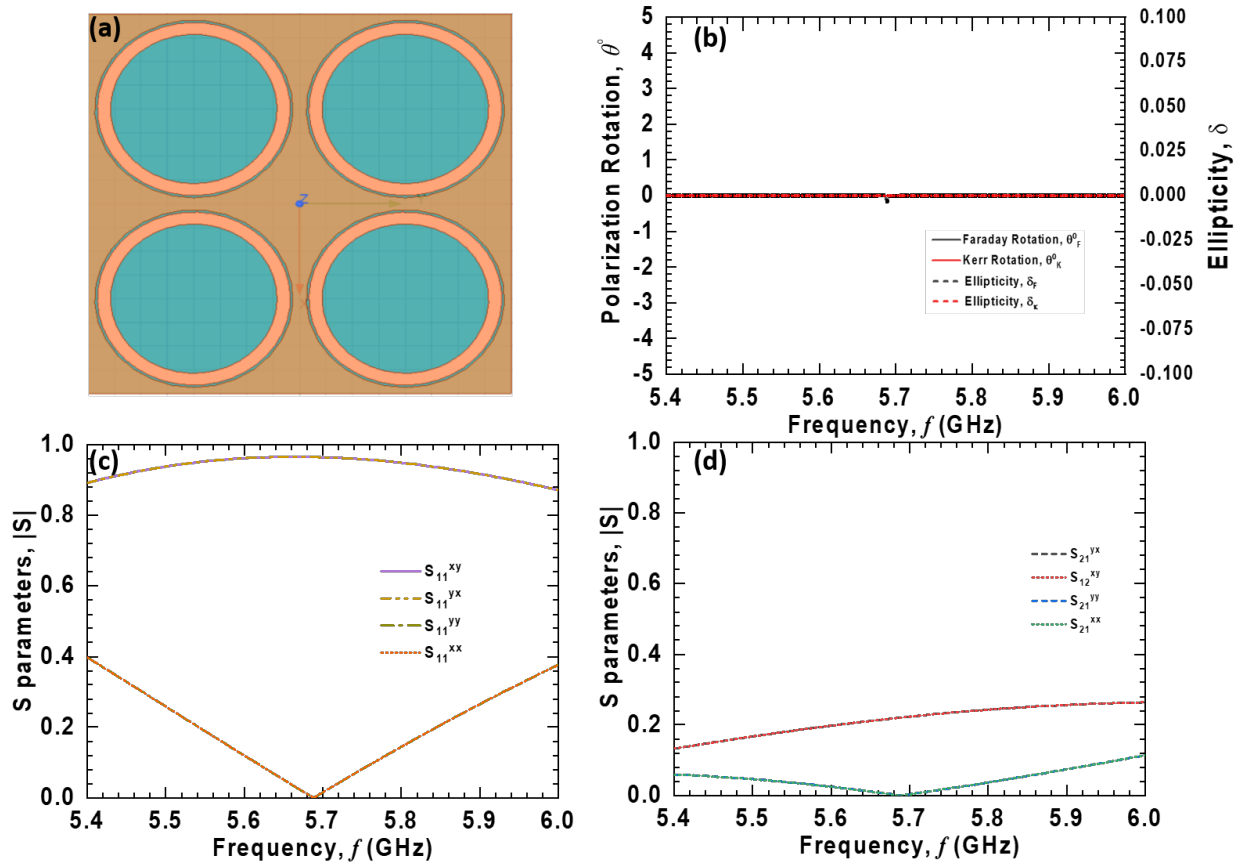 (a)
Z
(b)
5
4
3
2
1
0
-1
-2
-3
-4
-5
Polarization Rotation, θ°
0.100
0.075
0.050
0.025
0.000
-0.025
-0.050
-0.075
-0.100
Ellipticity, δ
Faraday Rotation, θ⁰F
Kerr Rotation, θ⁰K
Ellipticity, δF
Ellipticity, δK
5.4 5.5 5.6 5.7 5.8 5.9 6.0
Frequency, f (GHz)
(c)
1.0
0.8
0.6
0.4
0.2
0.0
S parameters, |S|
S₁₁xy
S₁₁yx
S₁₁yy
S₁₁xx
5.4 5.5 5.6 5.7 5.8 5.9 6.0
Frequency, f (GHz)
(d)
1.0
0.8
0.6
0.4
0.2
0.0
S parameters, |S|
S₂₁yx
S₁₂xy
S₂₁yy
S₂₁xx
5.4 5.5 5.6 5.7 5.8 5.9 6.0
Frequency, f (GHz)